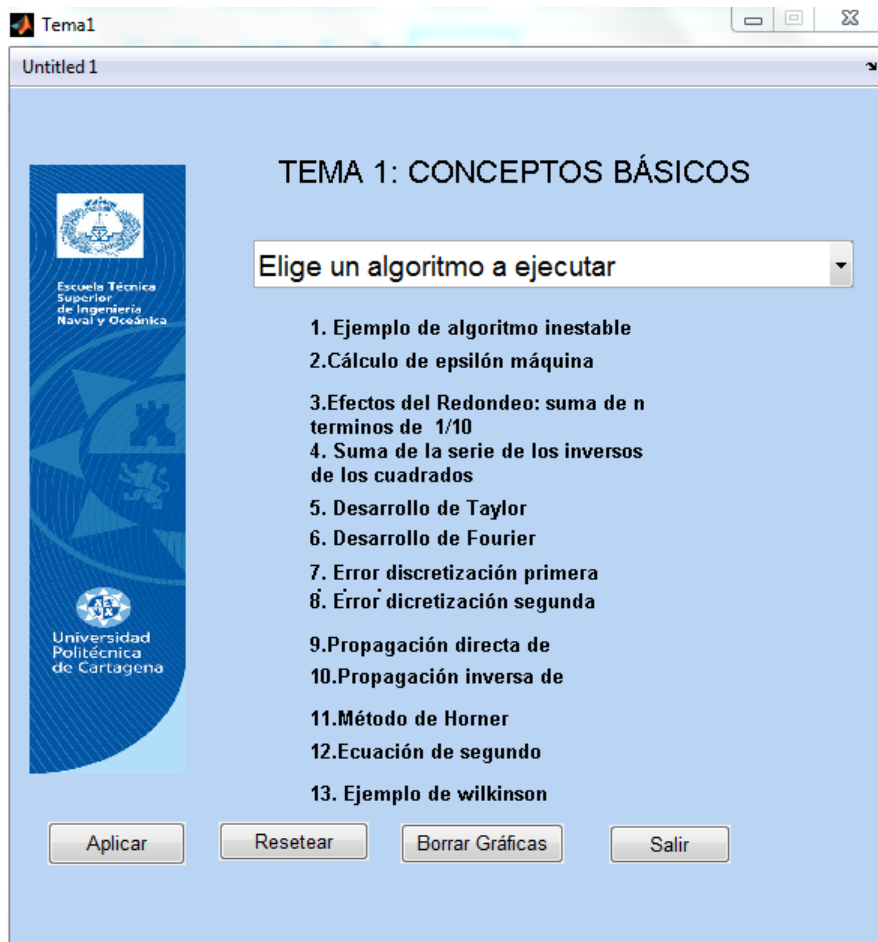 Tema1
Untitled 1
TEMA 1: CONCEPTOS BÁSICOS
Elige un algoritmo a ejecutar
Escuela Técnica
Superior
de Ingeniería
Naval y Oceánica
1. Ejemplo de algoritmo inestable
2.Cálculo de epsilón máquina
3.Efectos del Redondeo: suma de n
terminos de 1/10
4. Suma de la serie de los inversos
de los cuadrados
5. Desarrollo de Taylor
6. Desarrollo de Fourier
7. Error discretización primera
8. Error dicretización segunda
9.Propagación directa de
10.Propagación inversa de
11.Método de Horner
12.Ecuación de segundo
13. Ejemplo de wilkinson
Universidad
Politécnica
de Cartagena
Aplicar
Resetear
Borrar Gráficas
Salir